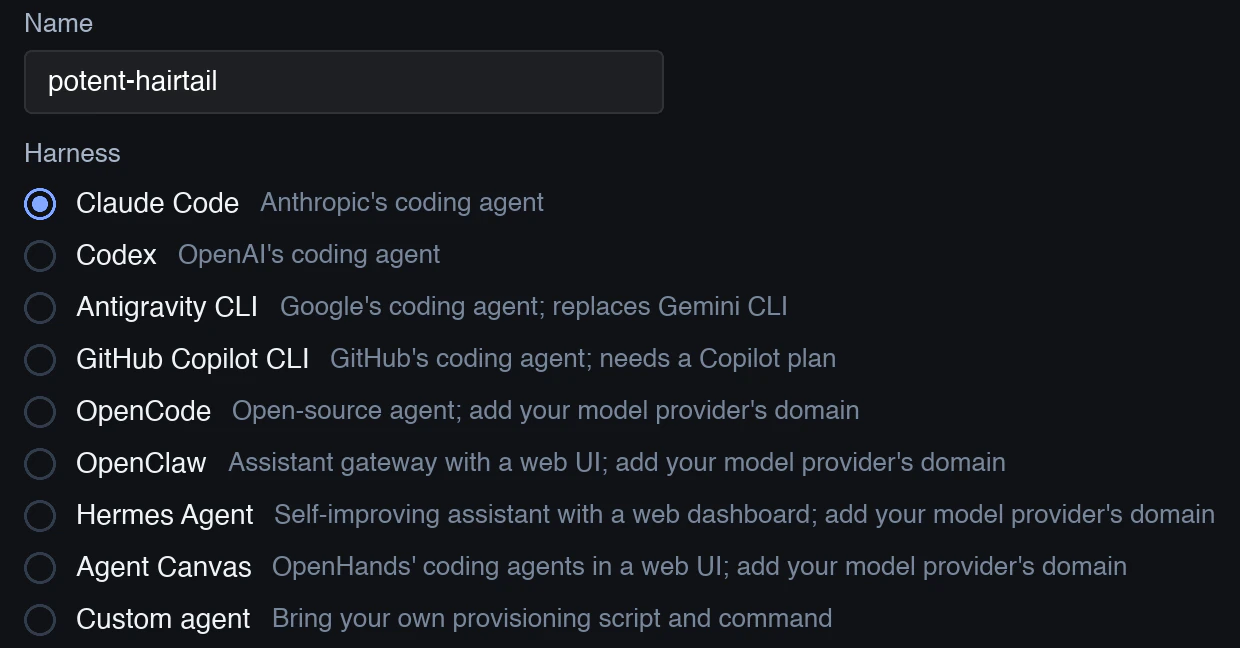 Name
potent-hairtail
Harness
Claude Code Anthropic's coding agent
Codex OpenAI's coding agent
Antigravity CLI Google's coding agent; replaces Gemini CLI
GitHub Copilot CLI GitHub's coding agent; needs a Copilot plan
OpenCode Open-source agent; add your model provider's domain
OpenClaw Assistant gateway with a web UI; add your model provider's domain
Hermes Agent Self-improving assistant with a web dashboard; add your model provider's domain
Agent Canvas OpenHands' coding agents in a web UI; add your model provider's domain
Custom agent Bring your own provisioning script and command